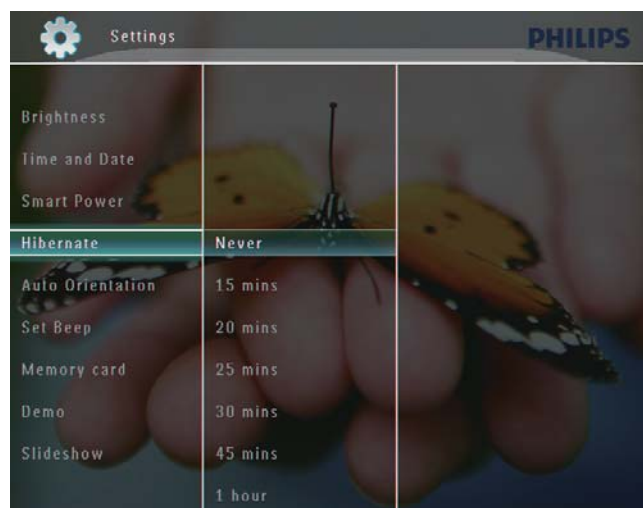 Settings
PHILIPS
Brightness
Time and Date
Smart Power
Hibernate
Auto Orientation
Set Beep
Memory card
Demo
Slideshow
Never
15 mins
20 mins
25 mins
30 mins
45 mins
1 hour